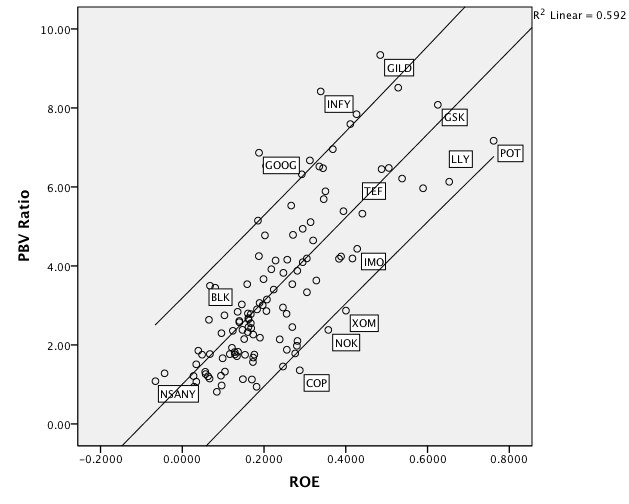 R² Linear = 0.592
10.00
GILD
INFY
8.00
GSK
POT
LLY
GOOG
6.00
TEF
PBV Ratio
4.00
IMO
BLK
XOM
2.00
NOK
COP
NSANY
0.00
-0.2000 0.0000 0.2000 0.4000 0.6000 0.8000
ROE